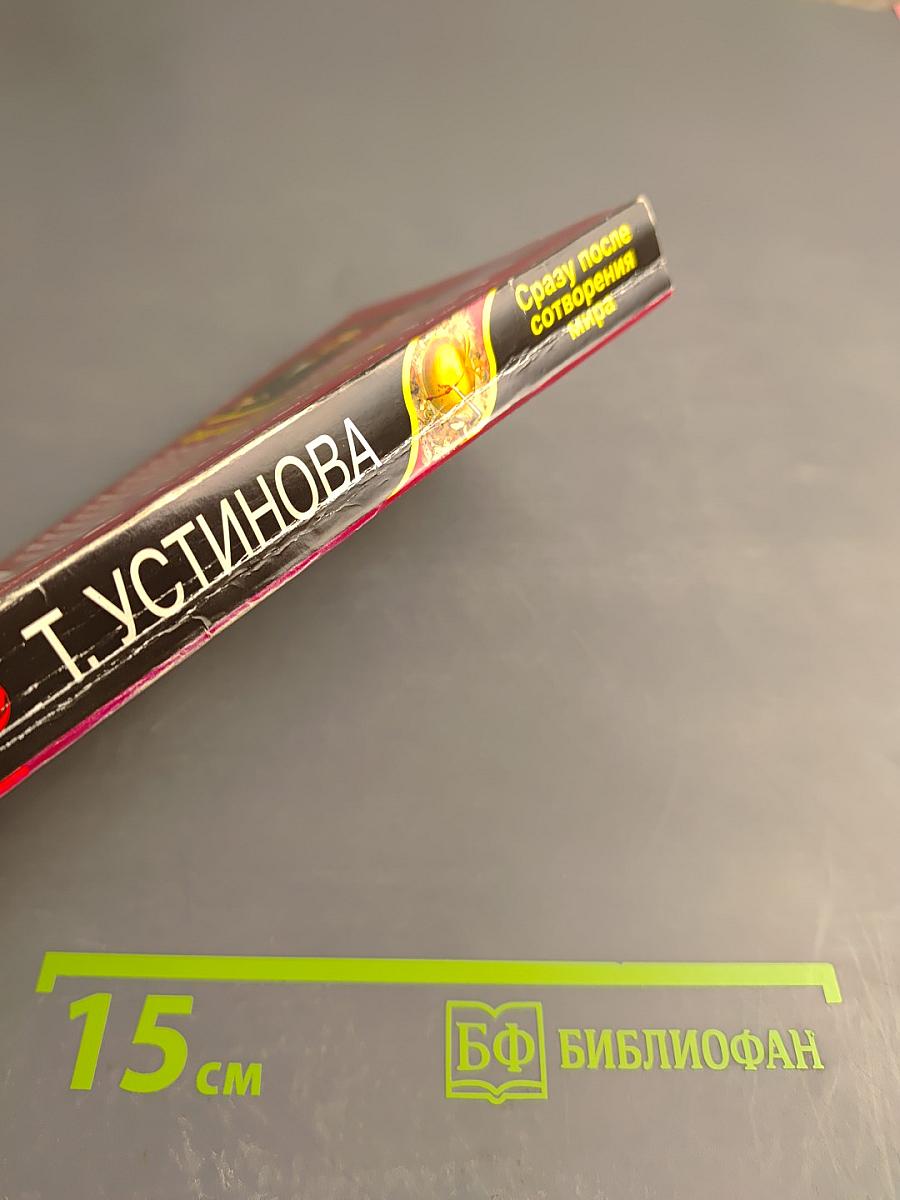 Т. УСТИНОВА
Сразу после
сотворения
мира
15 см
БФ БИБЛИОФАН